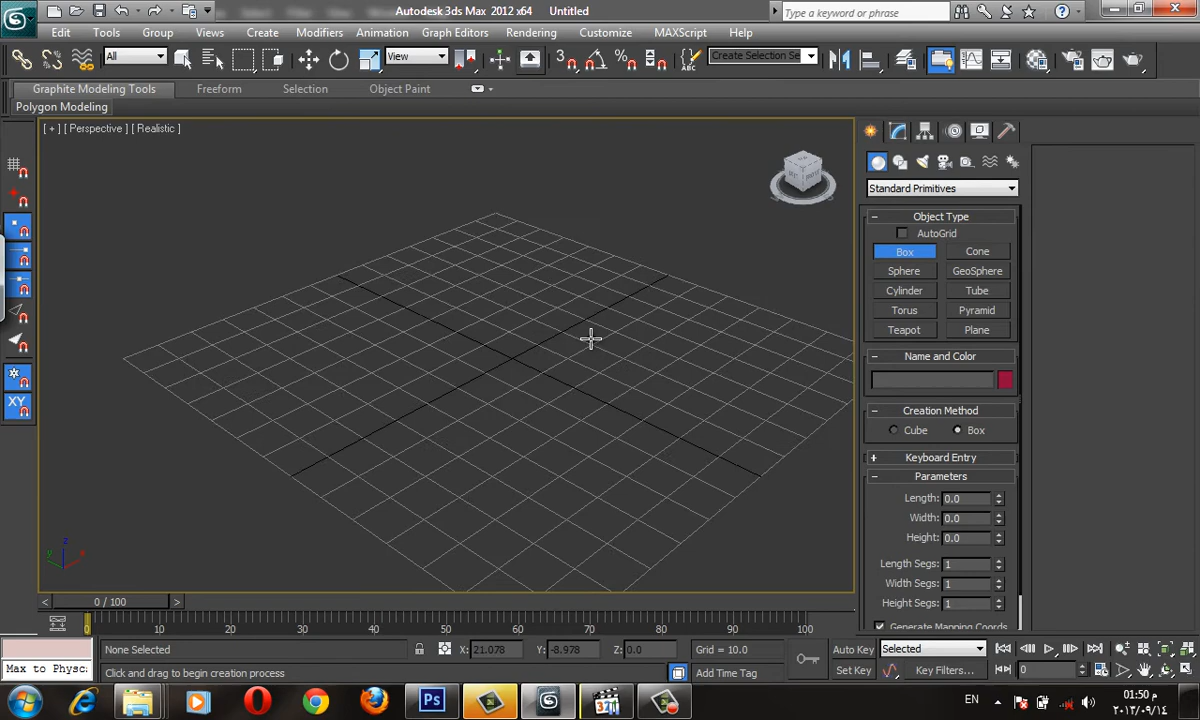 Autodesk 3ds Max 2012 x64 Untitled
Type a keyword or phrase
Edit Tools Group Views Create Modifiers Animation Graph Editors Rendering Customize MAXScript Help
All View 3 Create Selection Se
Graphite Modeling Tools Freeform Selection Object Paint
Polygon Modeling
[ + ] [ Perspective ] [ Realistic ]
Standard Primitives
Object Type
AutoGrid
Box Cone
Sphere GeoSphere
Cylinder Tube
Torus Pyramid
Teapot Plane
Name and Color
Creation Method
Cube Box
Keyboard Entry
Parameters
Length: 0.0
Width: 0.0
Height: 0.0
Length Segs: 1
Width Segs: 1
Height Segs: 1
Generate Mapping Coords
XY
z
y x
< 0 / 100 >
0 10 20 30 40 50 60 70 80 90 100
None Selected X: 21.078 Y: -8.978 Z: 0.0 Grid = 10.0 Auto Key Selected
Max to Physc Click and drag to begin creation process Add Time Tag Set Key Key Filters... 0
Ps EN م 01:50
٢٠١٣/٠٩/١٤